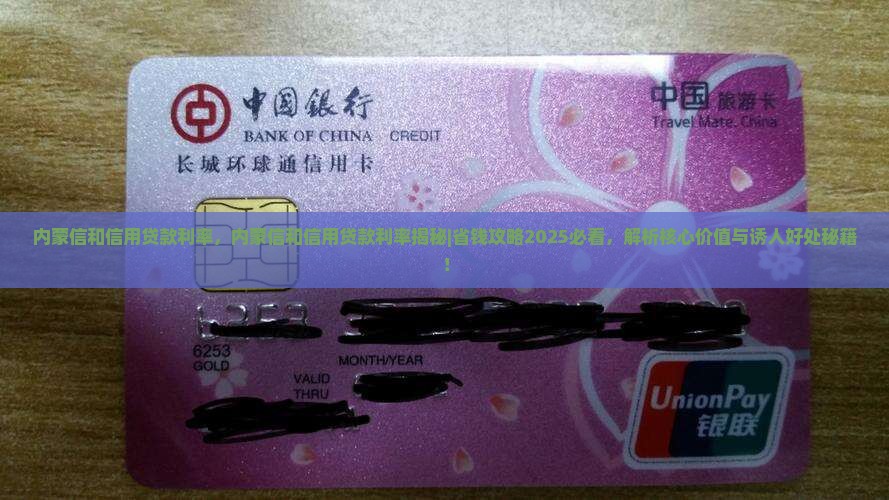 中国银行
BANK OF CHINA CREDIT
长城环球通信用卡
中国 旅游卡
Travel Mate. China
内蒙信和信用贷款利率，内蒙信和信用贷款利率揭秘|省钱攻略2025必看，解析核心价值与诱人好处秘籍
！
6253
6253
GOLD
MONTH/YEAR
VALID
THRU
UnionPay
银联